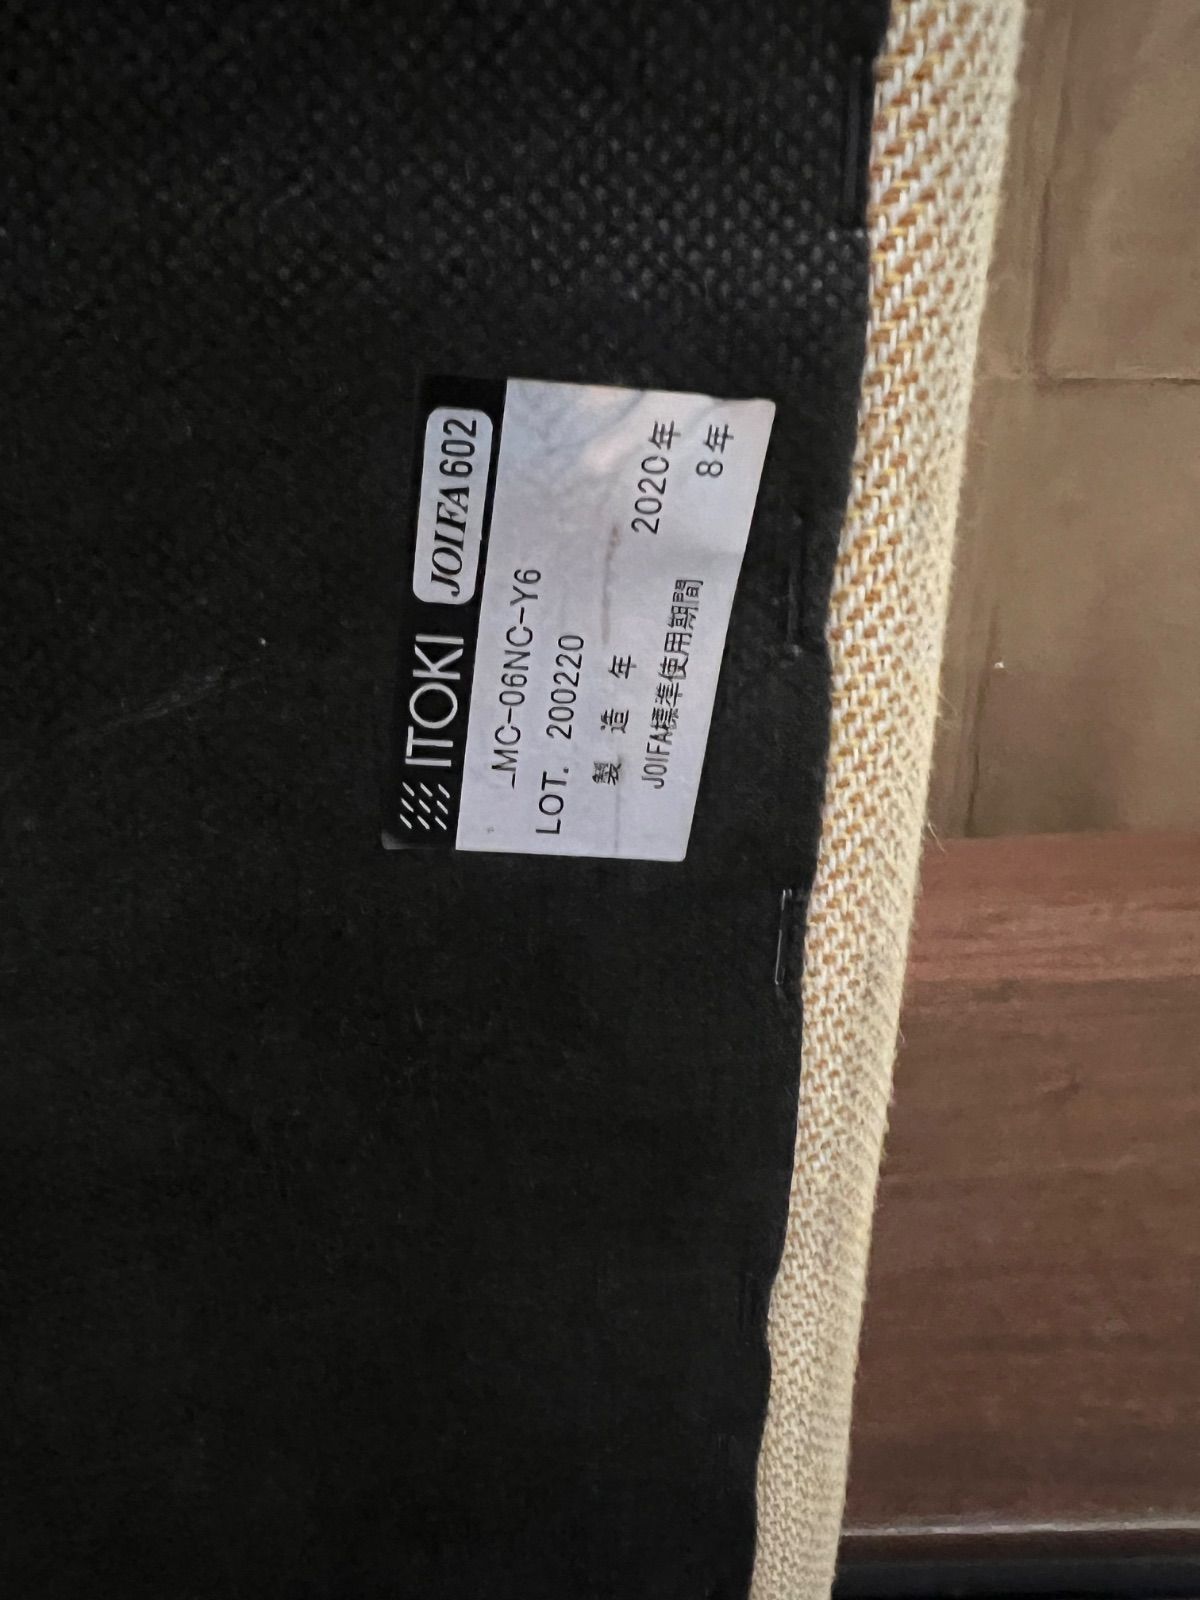 ITOKI JOIFA 602
LMC-06NC-Y6
LOT. 200220
製造年 2020年
JOIFA標準使用期間 8年